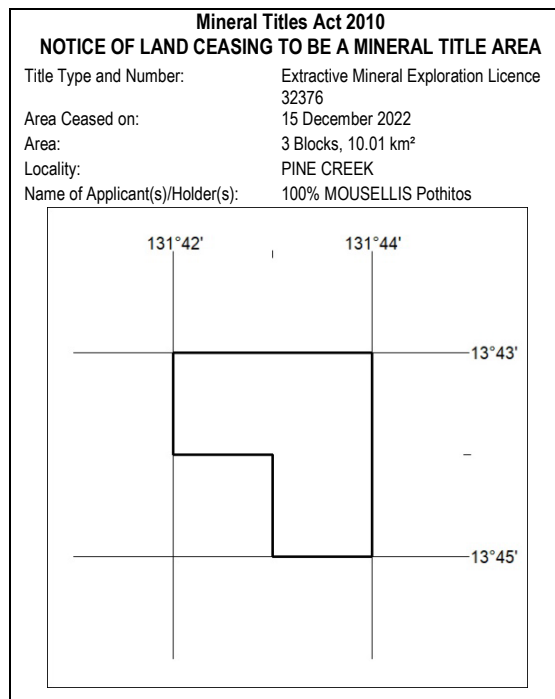 Mineral Titles Act 2010
NOTICE OF LAND CEASING TO BE A MINERAL TITLE AREA
Title Type and Number: Extractive Mineral Exploration Licence
32376
Area Ceased on: 15 December 2022
Area: 3 Blocks, 10.01 km²
Locality: PINE CREEK
Name of Applicant(s)/Holder(s): 100% MOUSELLIS Pothitos
131°42' 131°44'
13°43'
13°45'